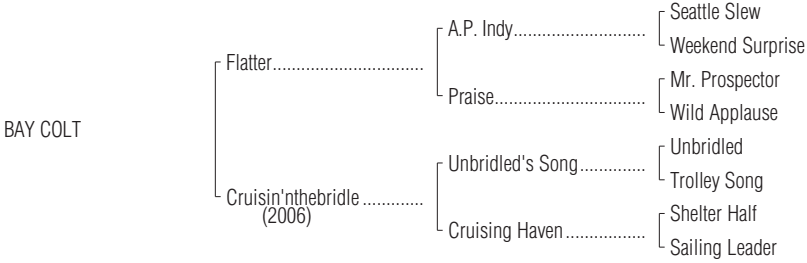 Seattle Slew
A.P. Indy..........................
Weekend Surprise
Flatter..............................
Mr. Prospector
Praise..............................
Wild Applause
BAY COLT
Unbridled
Unbridled's Song.............
Trolley Song
Cruisin'nthebridle ............
(2006)
Shelter Half
Cruising Haven................
Sailing Leader